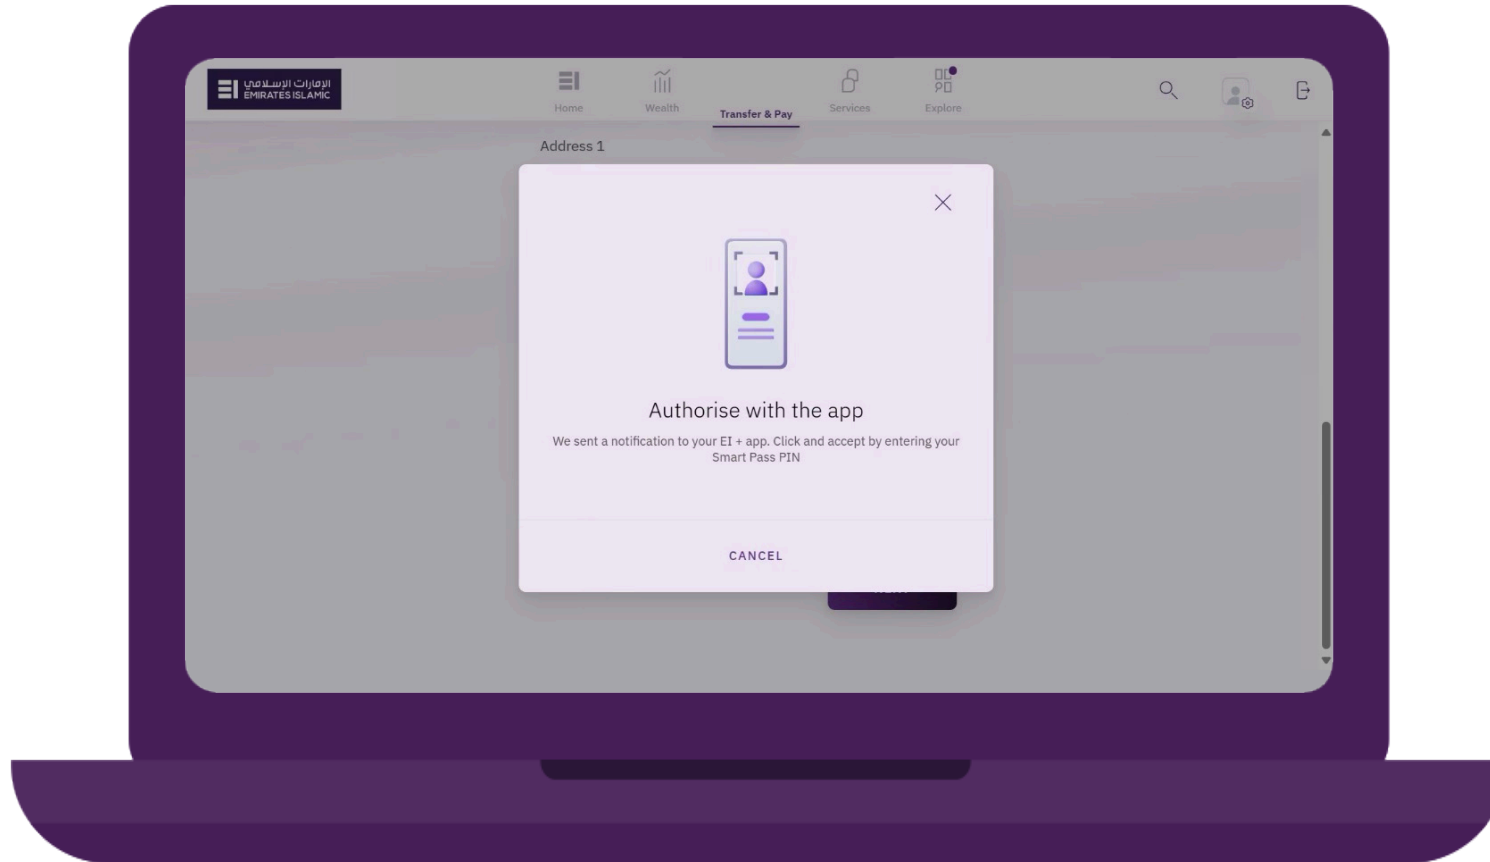 الإمارات الإسلامي
EMIRATES ISLAMIC
Home
Wealth
Transfer & Pay
Services
Explore
Address 1
Authorise with the app
We sent a notification to your EI + app. Click and accept by entering your
Smart Pass PIN
CANCEL